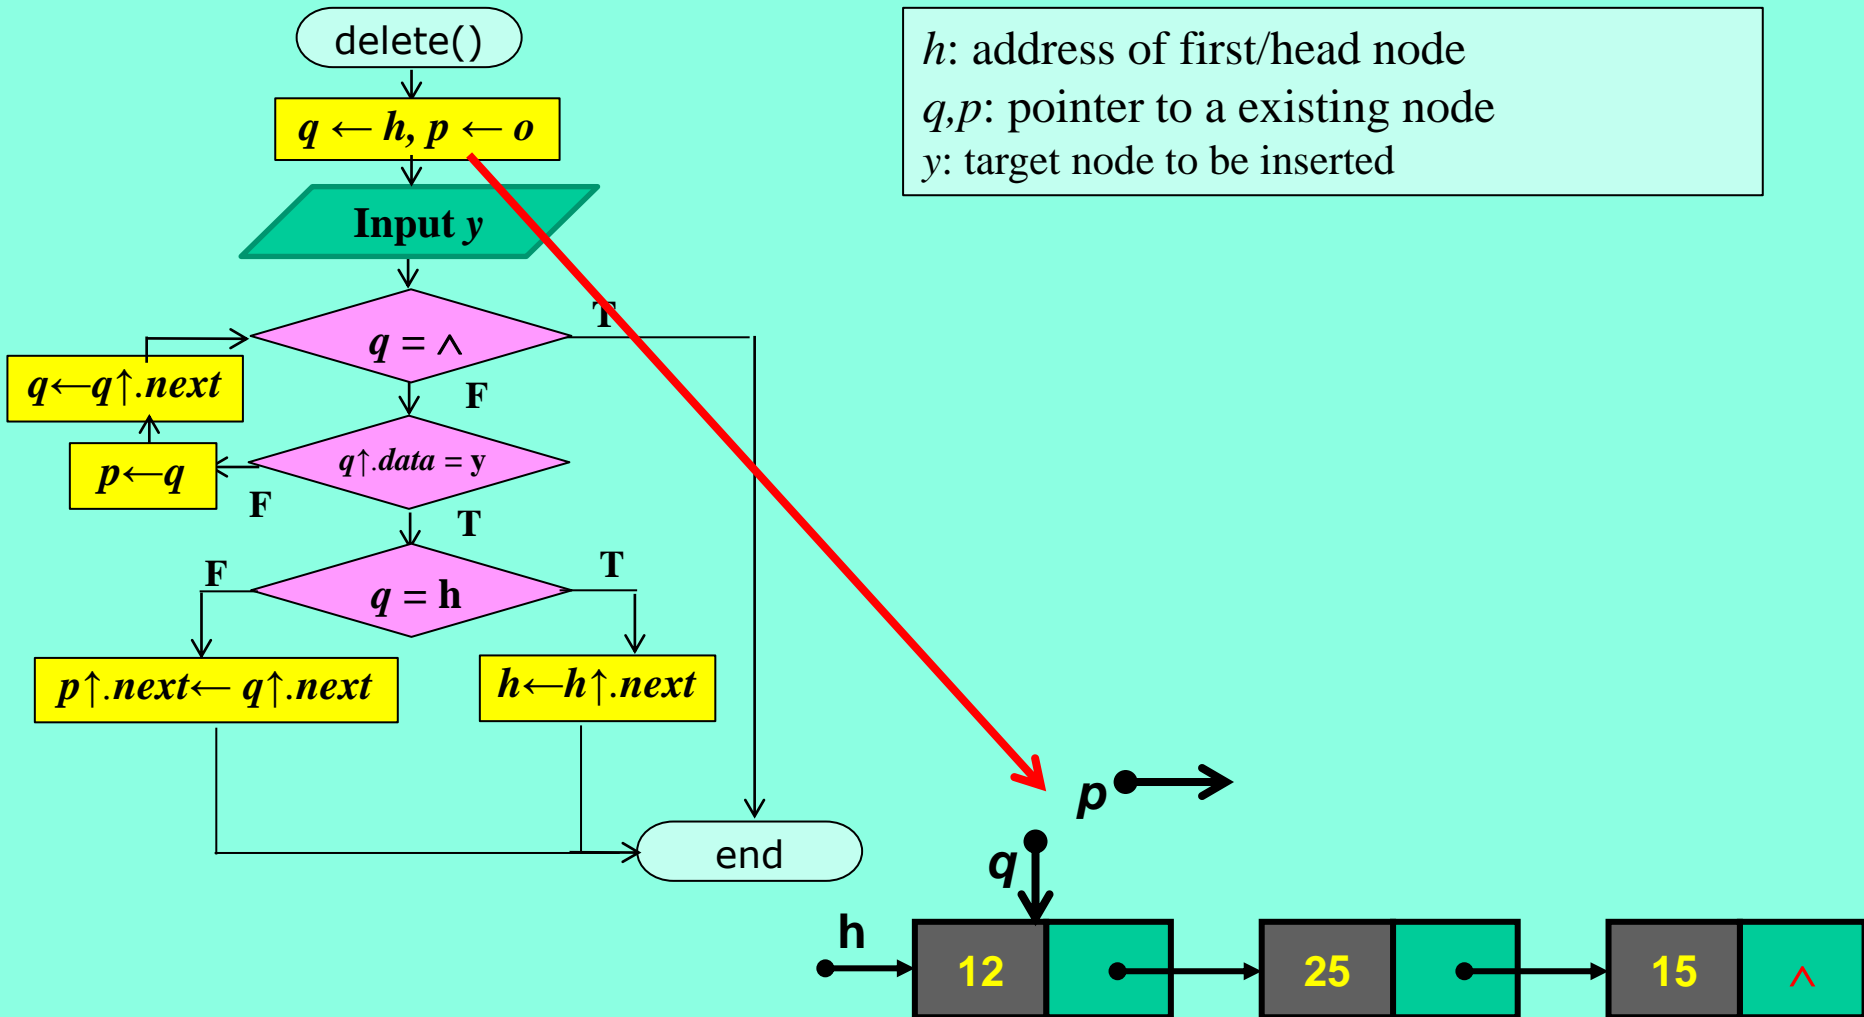 delete()
q ← h, p ← o
Input y
q = ∧
T
F
q←q↑.next
q↑.data = y
p←q
F
T
q = h
F
T
p↑.next← q↑.next
h←h↑.next
end
h: address of first/head node
q,p: pointer to a existing node
y: target node to be inserted
p
q
h
12
25
15
∧